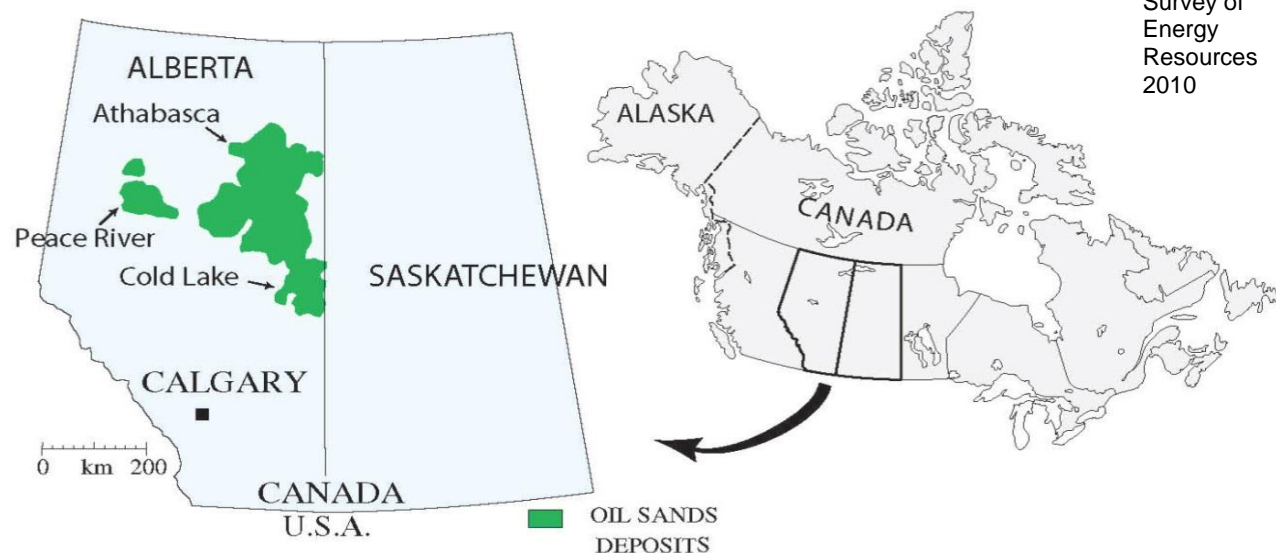 Survey of
Energy
Resources
2010
ALBERTA
Athabasca
Peace River
Cold Lake
SASKATCHEWAN
CALGARY
0 km 200
CANADA
U.S.A.
OIL SANDS
DEPOSITS
ALASKA
CANADA